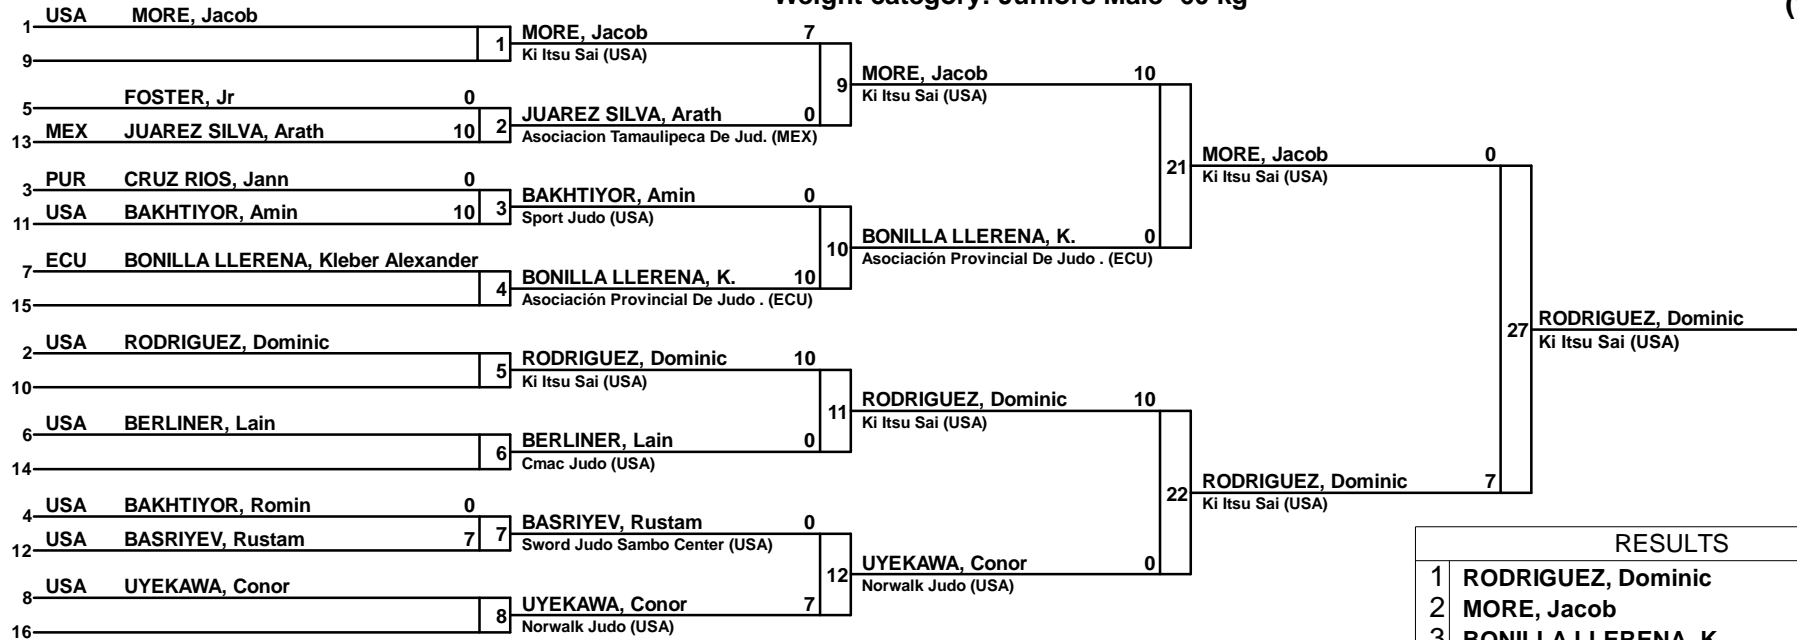 Weight category: Juniors Male -60 kg
(
1 USA MORE, Jacob
9
1
MORE, Jacob 7
Ki Itsu Sai (USA)
5 FOSTER, Jr 0
13 MEX JUAREZ SILVA, Arath 10
2
JUAREZ SILVA, Arath 0
Asociacion Tamaulipeca De Jud. (MEX)
9
MORE, Jacob 10
Ki Itsu Sai (USA)
3 PUR CRUZ RIOS, Jann 0
11 USA BAKHTIYOR, Amin 10
3
BAKHTIYOR, Amin 0
Sport Judo (USA)
7 ECU BONILLA LLERENA, Kleber Alexander
15
4
BONILLA LLERENA, K. 10
Asociación Provincial De Judo . (ECU)
10
BONILLA LLERENA, K. 0
Asociación Provincial De Judo . (ECU)
21
MORE, Jacob 0
Ki Itsu Sai (USA)
2 USA RODRIGUEZ, Dominic
10
5
RODRIGUEZ, Dominic 10
Ki Itsu Sai (USA)
6 USA BERLINER, Lain
14
6
BERLINER, Lain 0
Cmac Judo (USA)
11
RODRIGUEZ, Dominic 10
Ki Itsu Sai (USA)
4 USA BAKHTIYOR, Romin 0
12 USA BASRIYEV, Rustam 7
7
BASRIYEV, Rustam 0
Sword Judo Sambo Center (USA)
8 USA UYEKAWA, Conor
16
8
UYEKAWA, Conor 7
Norwalk Judo (USA)
12
UYEKAWA, Conor 0
Norwalk Judo (USA)
22
RODRIGUEZ, Dominic 7
Ki Itsu Sai (USA)
27
RODRIGUEZ, Dominic
Ki Itsu Sai (USA)
RESULTS
1 RODRIGUEZ, Dominic
2 MORE, Jacob
3 BONILLA LLERENA, K.